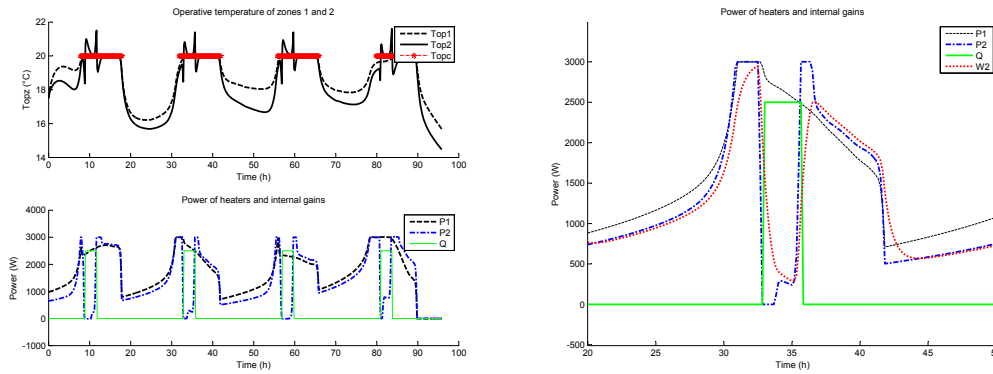 Operative temperature of zones 1 and 2
22
20
18
16
14
Topz (°C)
Top1
Top2
Topc
0 10 20 30 40 50 60 70 80 90 100
Time (h)
Power of heaters and internal gains
4000
3000
2000
1000
0
-1000
Power (W)
P1
P2
Q
0 10 20 30 40 50 60 70 80 90 100
Time (h)
Power of heaters and internal gains
3000
2500
2000
1500
1000
500
0
-500
Power (W)
P1
P2
Q
W2
20 25 30 35 40 45 50
Time (h)